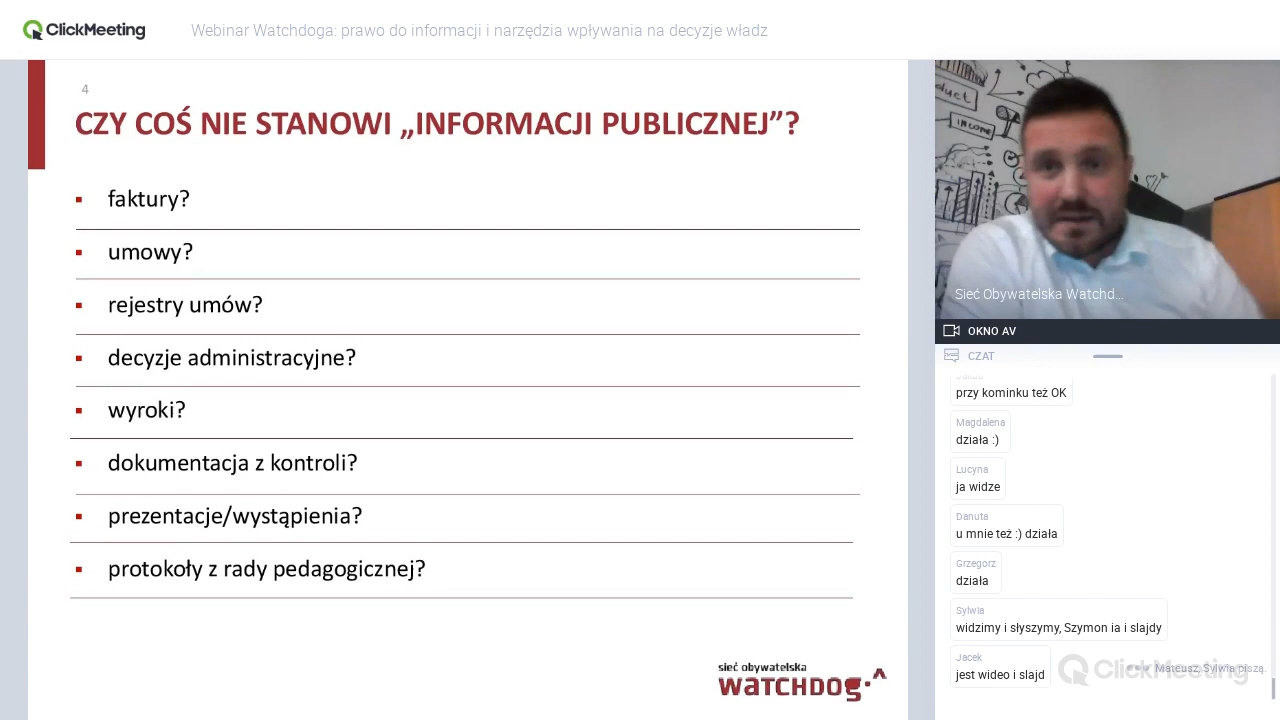 ClickMeeting
Webinar Watchdoga: prawo do informacji i narzędzia wpływania na decyzje władz
4
CZY COŚ NIE STANOWI „INFORMACJI PUBLICZNEJ”?
faktury?
umowy?
rejestry umów?
decyzje administracyjne?
wyroki?
dokumentacja z kontroli?
prezentacje/wystąpienia?
protokoły z rady pedagogicznej?
sieć obywatelska
WATCHDOG
duct
INCOME
Sieć Obywatelska Watchd...
OKNO AV
CZAT
przy kominku też OK
Magdalena
działa :)
Lucyna
ja widze
Danuta
u mnie też :) działa
Grzegorz
działa
Sylwia
widzimy i słyszymy, Szymon ia i slajdy
Jacek
jest wideo i slajd
Mateusz, Sylwia piszą.
ClickMeeting